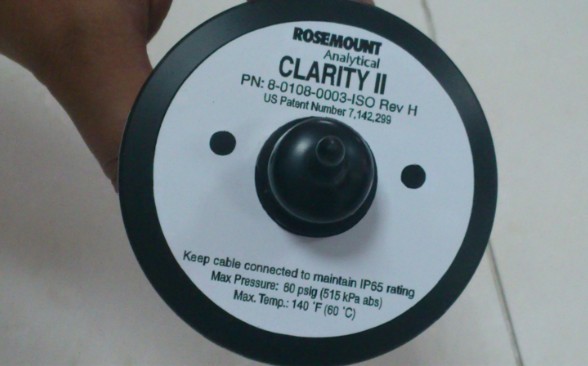 ROSEMOUNT
Analytical
CLARITY II
PN: 8-0108-0003-ISO Rev H
US Patent Number 7,142,299
Keep cable connected to maintain IP65 rating
Max Pressure: 60 psig (515 kPa abs)
Max. Temp.: 140 °F (60 °C)